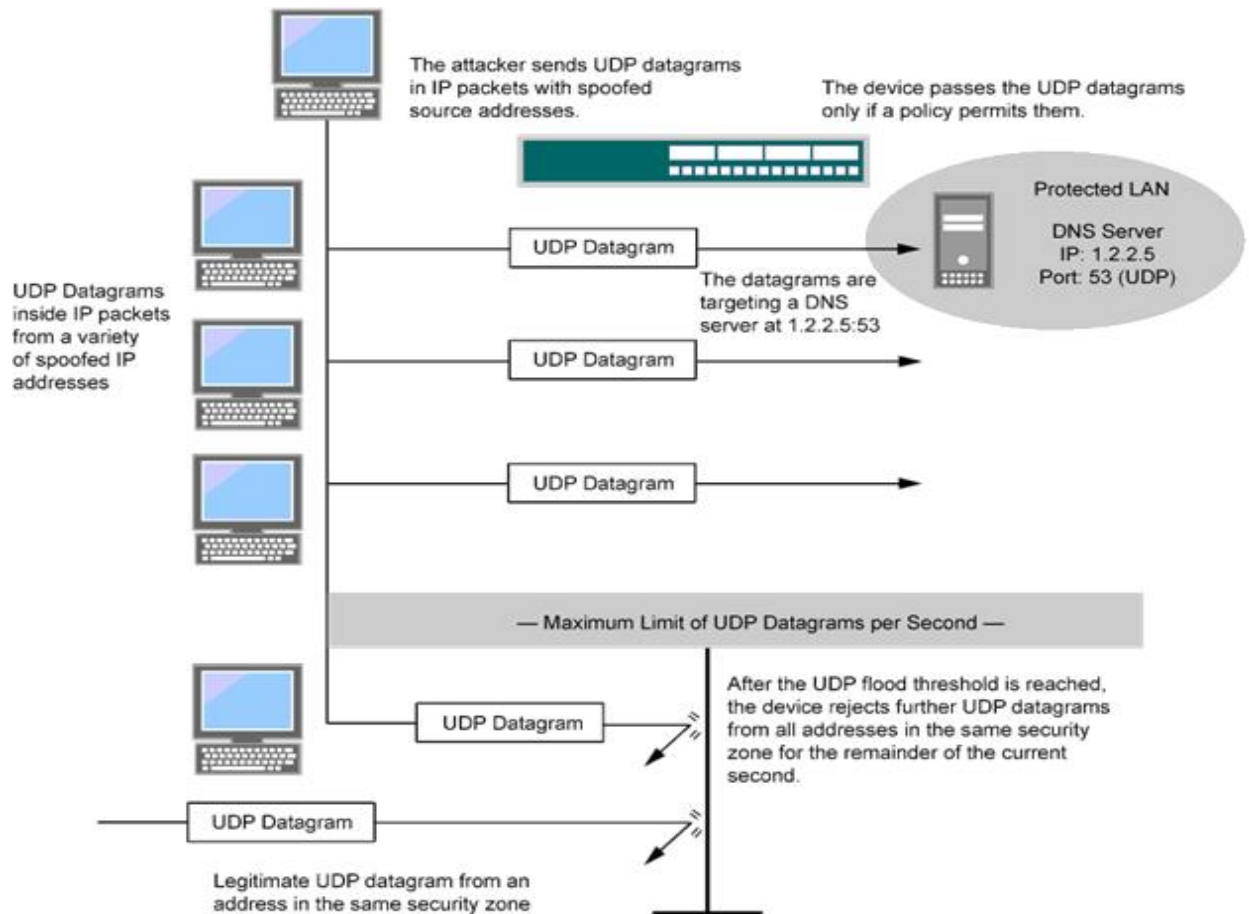 The attacker sends UDP datagrams
in IP packets with spoofed
source addresses.
The device passes the UDP datagrams
only if a policy permits them.
Protected LAN
DNS Server
IP: 1.2.2.5
Port: 53 (UDP)
UDP Datagram
The datagrams are
targeting a DNS
server at 1.2.2.5:53
UDP Datagrams
inside IP packets
from a variety
of spoofed IP
addresses
UDP Datagram
UDP Datagram
— Maximum Limit of UDP Datagrams per Second —
After the UDP flood threshold is reached,
the device rejects further UDP datagrams
from all addresses in the same security
zone for the remainder of the current
second.
UDP Datagram
UDP Datagram
Legitimate UDP datagram from an
address in the same security zone